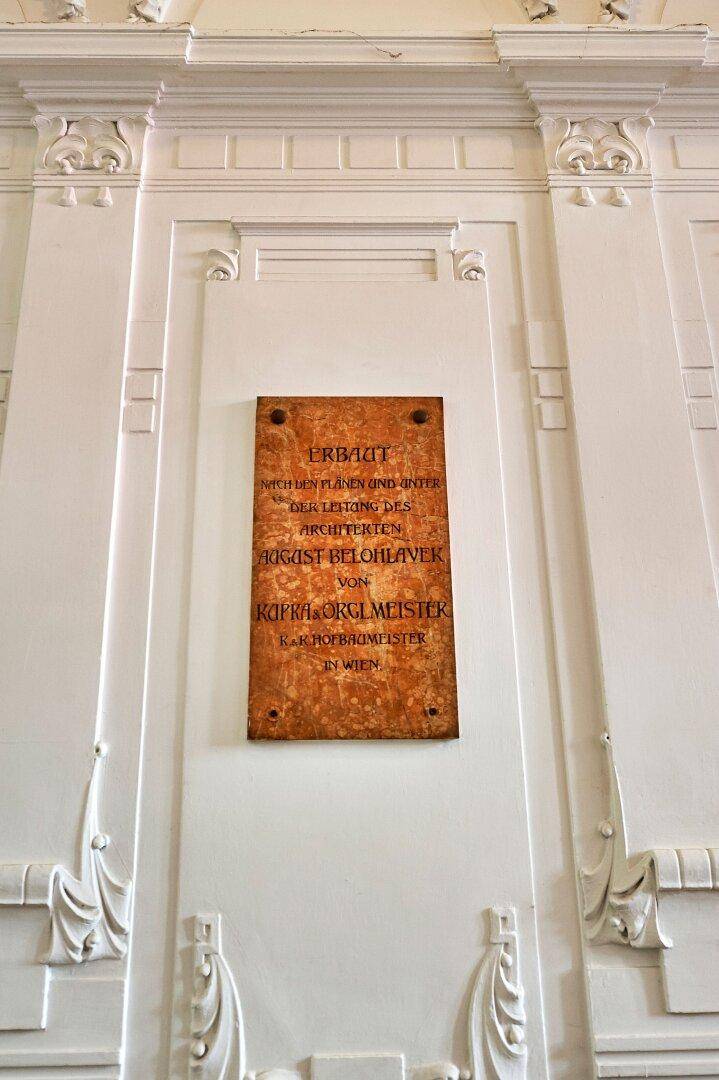 ERBAUT
NACH DEN PLÄNEN UND UNTER
DER LEITUNG DES
ARCHITEKTEN
AUGUST BELOHLAVEK
VON
KUPKA & ORGLMEISTER
K. & K. HOFBAUMEISTER
IN WIEN.